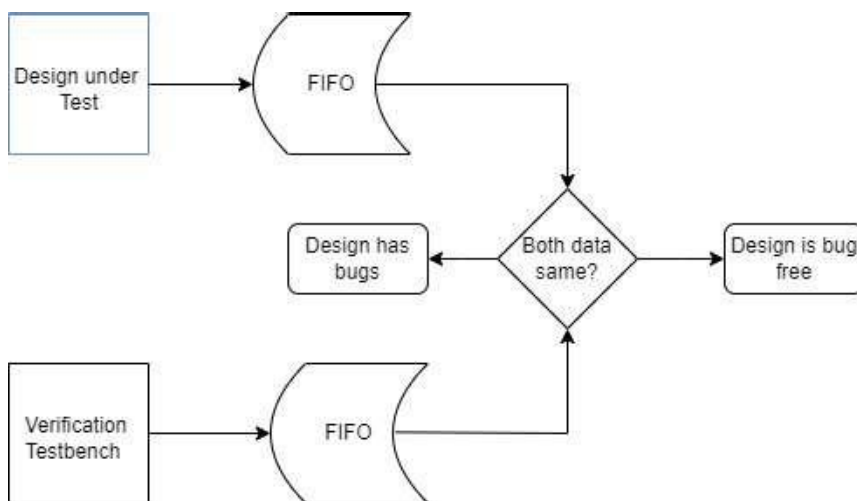 Design under
Test
FIFO
Design has
bugs
Both data
same?
Design is bug
free
Verification
Testbench
FIFO